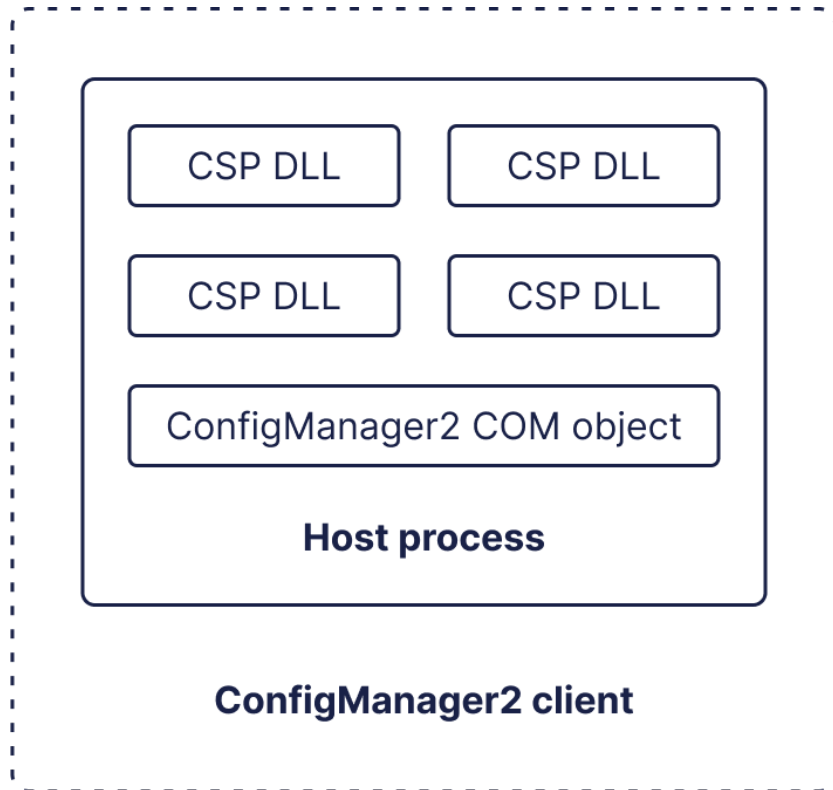 CSP DLL
CSP DLL
CSP DLL
CSP DLL
ConfigManager2 COM object
Host process
ConfigManager2 client